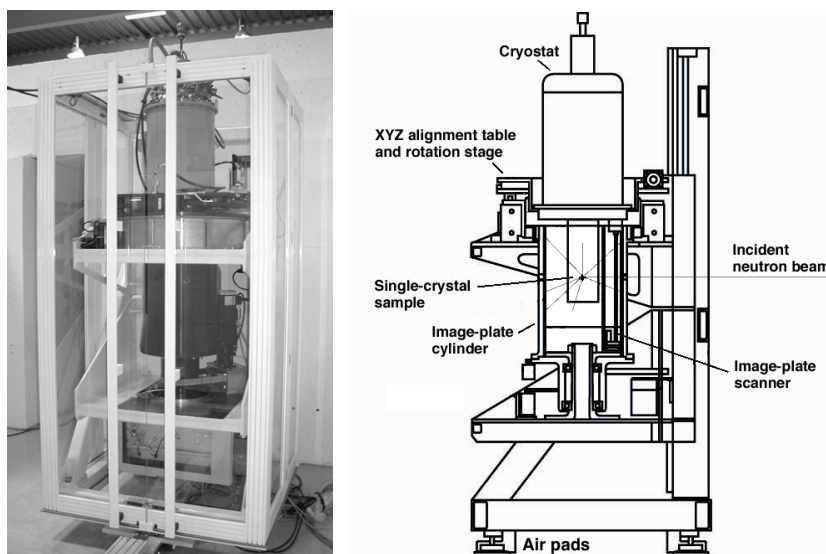 Cryostat
XYZ alignment table
and rotation stage
Incident
neutron beam
Single-crystal
sample
Image-plate
cylinder
Image-plate
scanner
Air pads